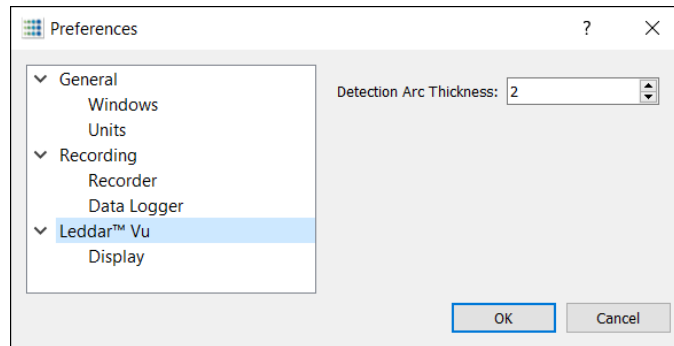 Preferences
?
General
Windows
Units
Recording
Recorder
Data Logger
Leddar™ Vu
Display
Detection Arc Thickness: 2
OK
Cancel